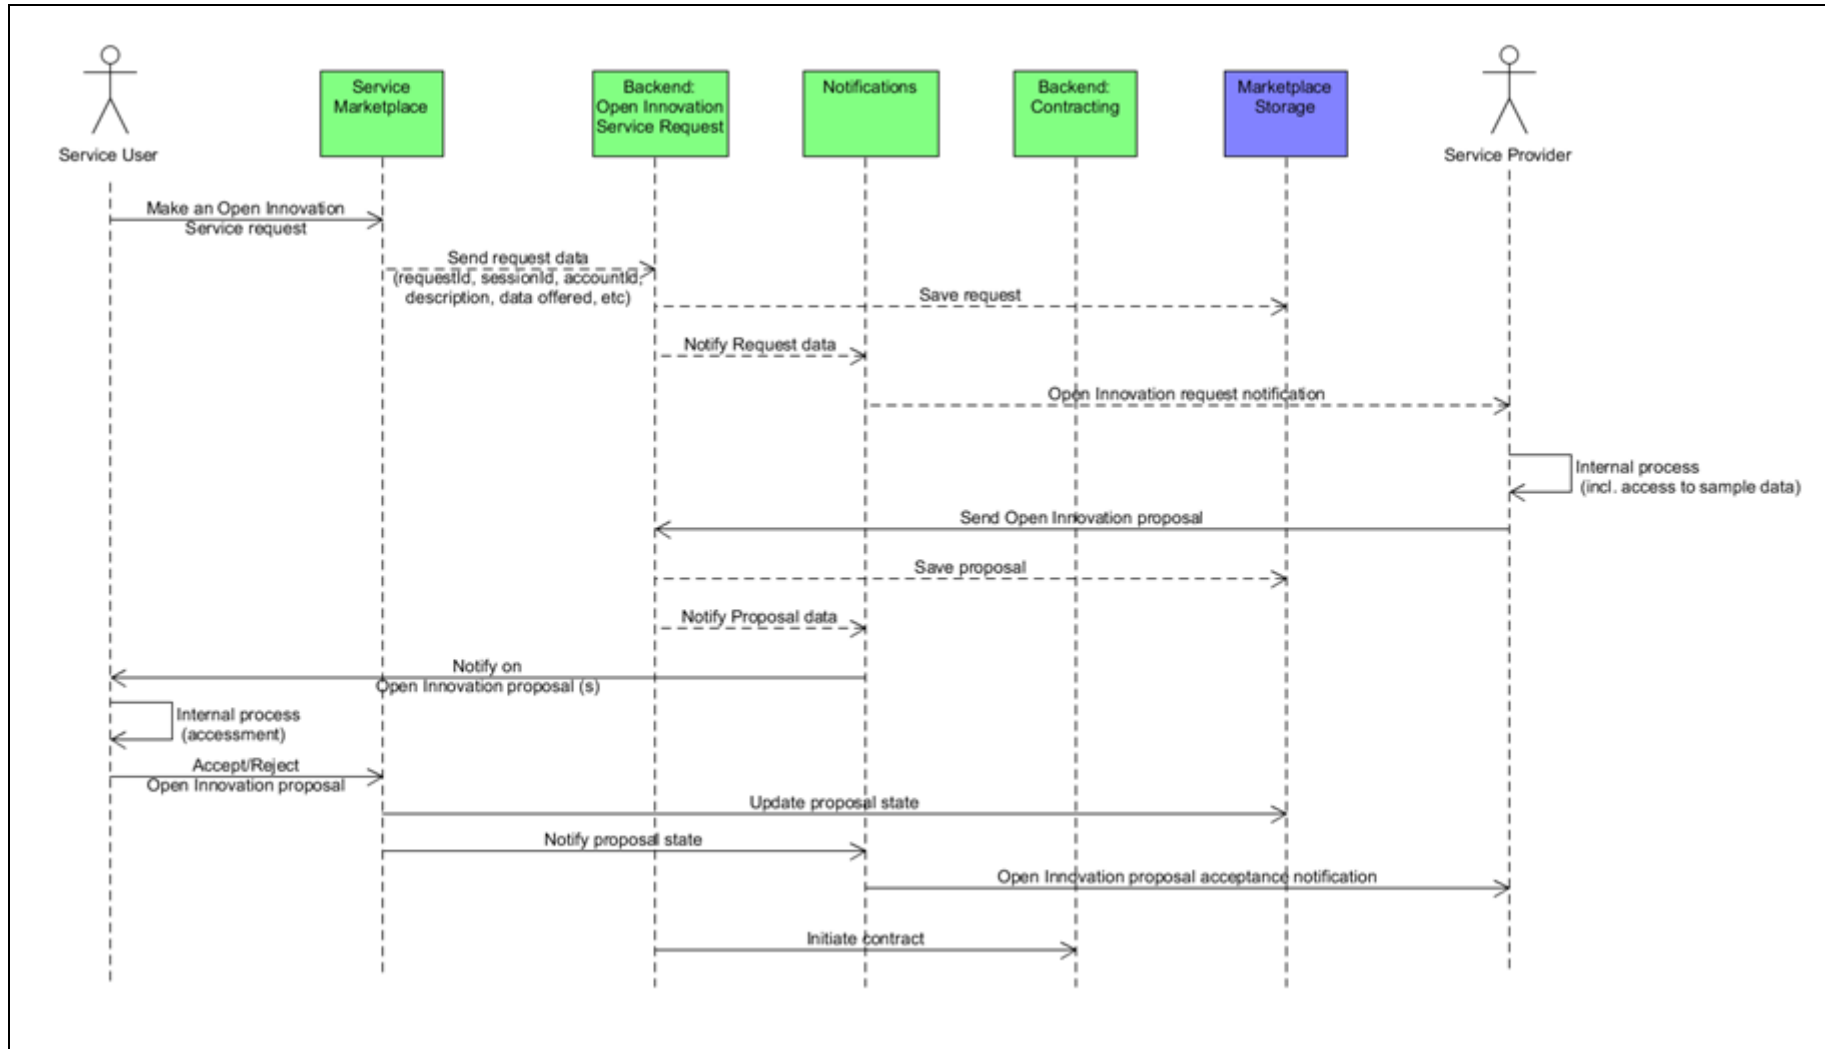 Service User
Service
Marketplace
Backend:
Open Innovation
Service Request
Notifications
Backend:
Contracting
Marketplace
Storage
Service Provider
Make an Open Innovation
Service request
Send request data
(requestId, sessionId, accountId,
description, data offered, etc)
Save request
Notify Request data
Open Innovation request notification
Internal process
(incl. access to sample data)
Send Open Innovation proposal
Save proposal
Notify Proposal data
Notify on
Open Innovation proposal (s)
Internal process
(accessment)
Accept/Reject
Open Innovation proposal
Update proposal state
Notify proposal state
Open Innovation proposal acceptance notification
Initiate contract